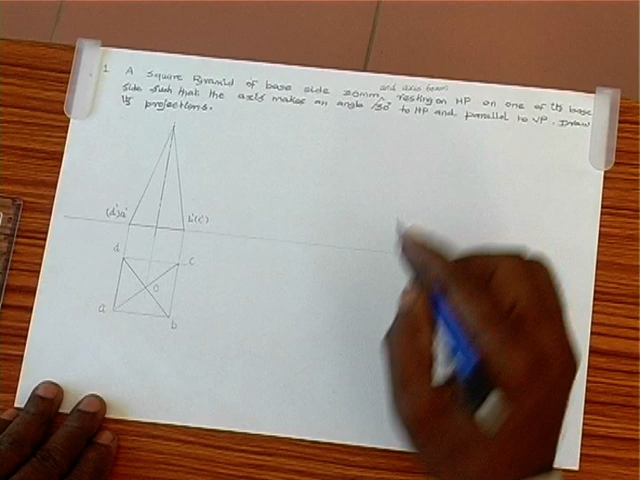 1. A Square Pyramid of base side 30mm and axis 60mm resting on HP on one of its base
side such that the axis makes an angle 30° to HP and parallel to VP. Draw
its projections.
(d')a' b'(c')
d c
o
a b